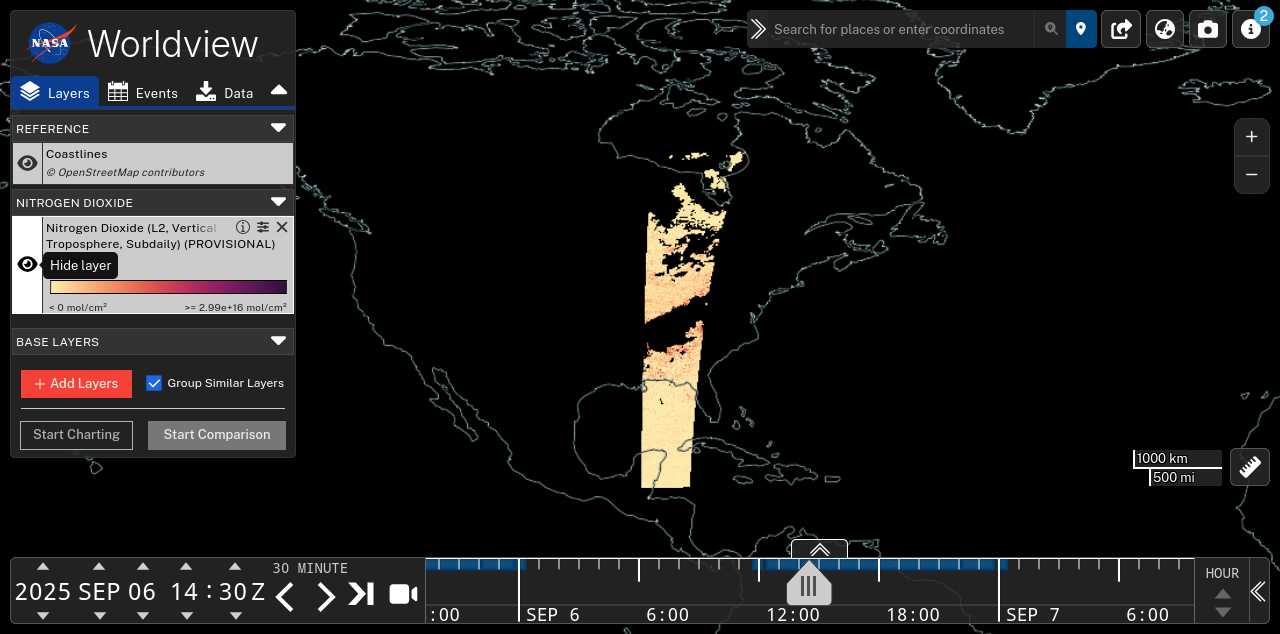 NASA Worldview
Search for places or enter coordinates
2
Layers Events Data
REFERENCE
Coastlines
© OpenStreetMap contributors
NITROGEN DIOXIDE
Nitrogen Dioxide (L2, Vertical
Troposphere, Subdaily) (PROVISIONAL)
Hide layer
< 0 mol/cm² >= 2.99e+16 mol/cm²
BASE LAYERS
+ Add Layers Group Similar Layers
Start Charting Start Comparison
+
−
1000 km
500 mi
30 MINUTE
2025 SEP 06 14 : 30 Z
:00 SEP 6 6:00 12:00 18:00 SEP 7 6:00
HOUR